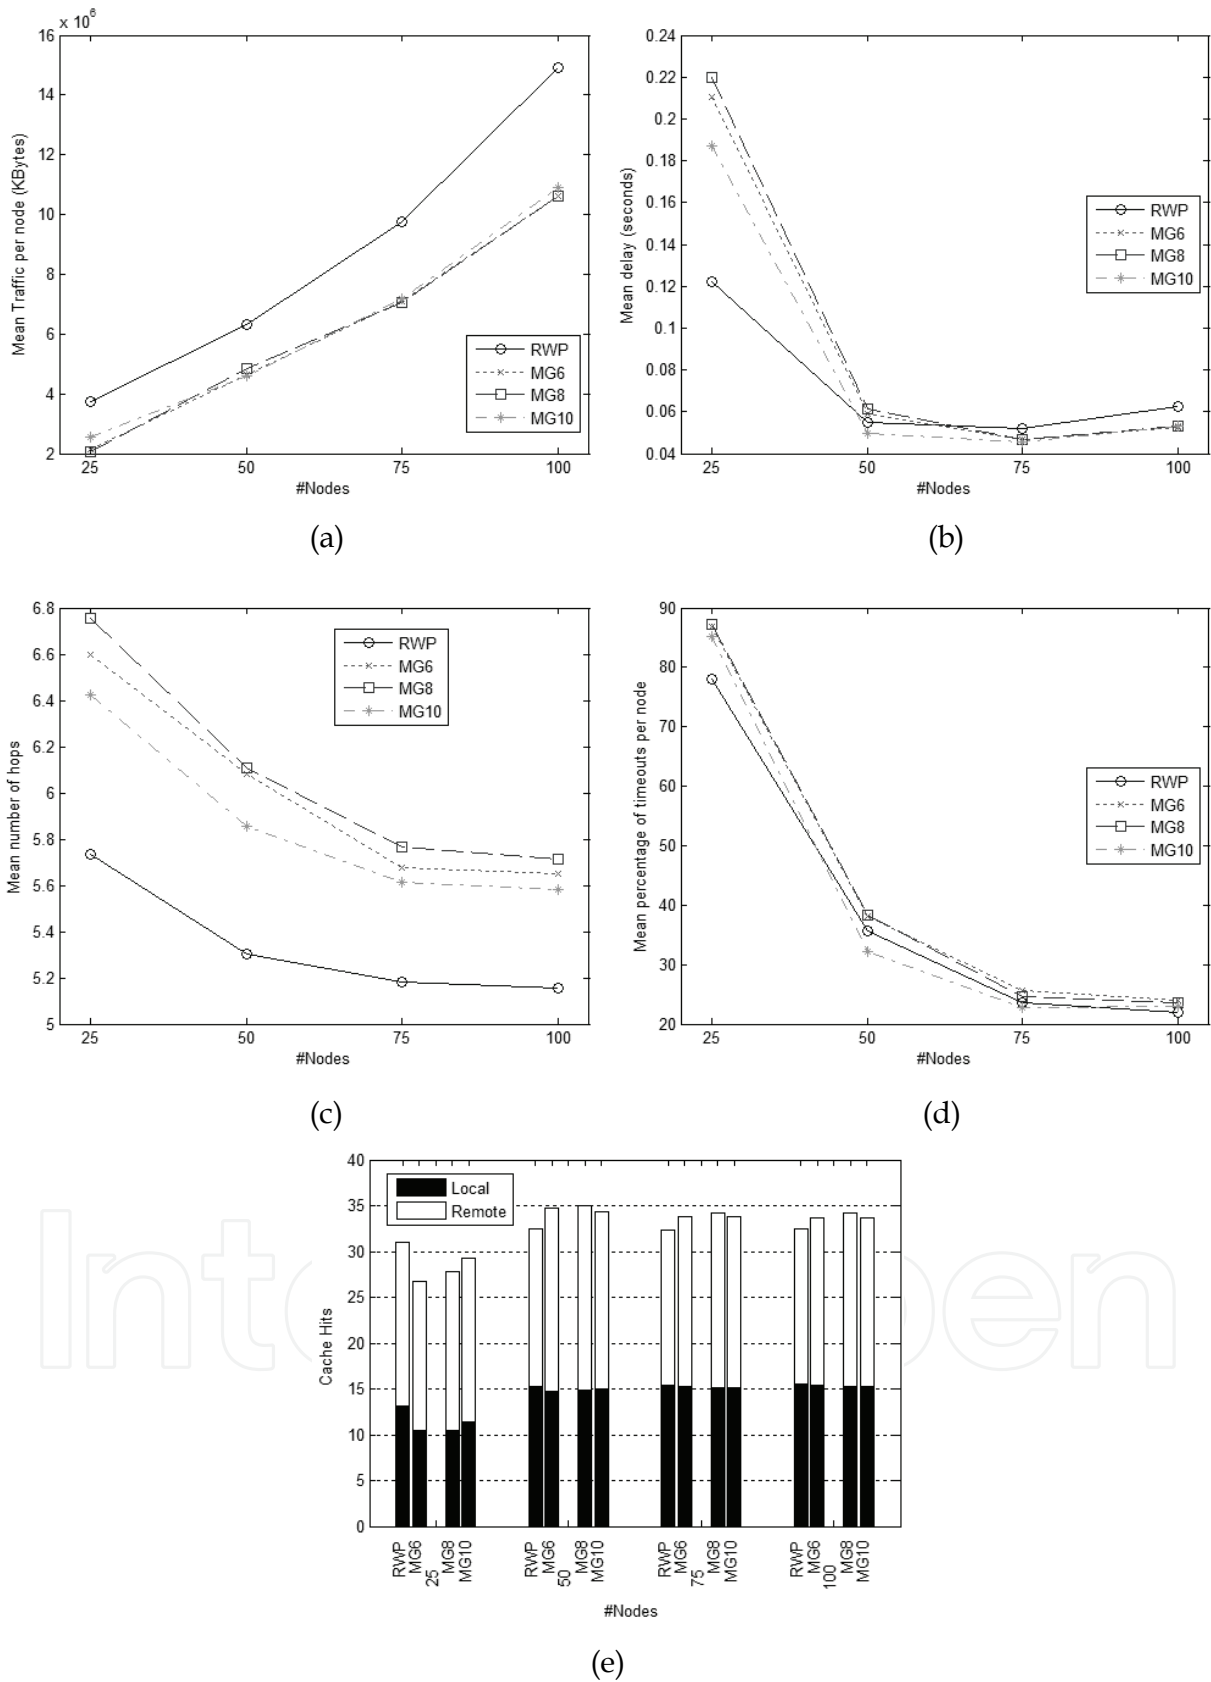 x 10^6
16
14
12
10
8
6
4
2
25
50
75
100
#Nodes
Mean Traffic per node (KBytes)
RWP
MG6
MG8
MG10
(a)
0.24
0.22
0.2
0.18
0.16
0.14
0.12
0.1
0.08
0.06
0.04
25
50
75
100
#Nodes
Mean delay (seconds)
RWP
MG6
MG8
MG10
(b)
6.8
6.6
6.4
6.2
6
5.8
5.6
5.4
5.2
5
25
50
75
100
#Nodes
Mean number of hops
RWP
MG6
MG8
MG10
(c)
90
80
70
60
50
40
30
20
25
50
75
100
#Nodes
Mean percentage of timeouts per node
RWP
MG6
MG8
MG10
(d)
40
35
30
25
20
15
10
5
0
Cache Hits
Local
Remote
RWP
MG6
25
MG8
MG10
RWP
MG6
50
MG8
MG10
RWP
MG6
75
MG8
MG10
RWP
MG6
100
MG8
MG10
#Nodes
(e)